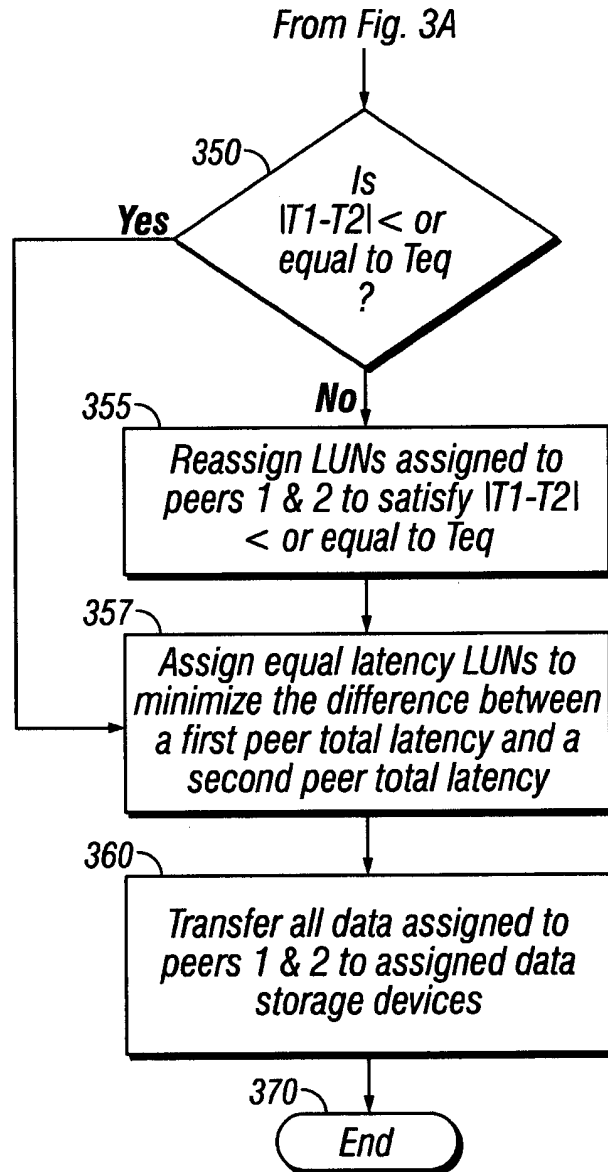 From Fig. 3A
350
Is
|T1-T2| < or
equal to Teq
?
Yes
No
355
Reassign LUNs assigned to
peers 1 & 2 to satisfy |T1-T2|
< or equal to Teq
357
Assign equal latency LUNs to
minimize the difference between
a first peer total latency and a
second peer total latency
360
Transfer all data assigned to
peers 1 & 2 to assigned data
storage devices
370
End